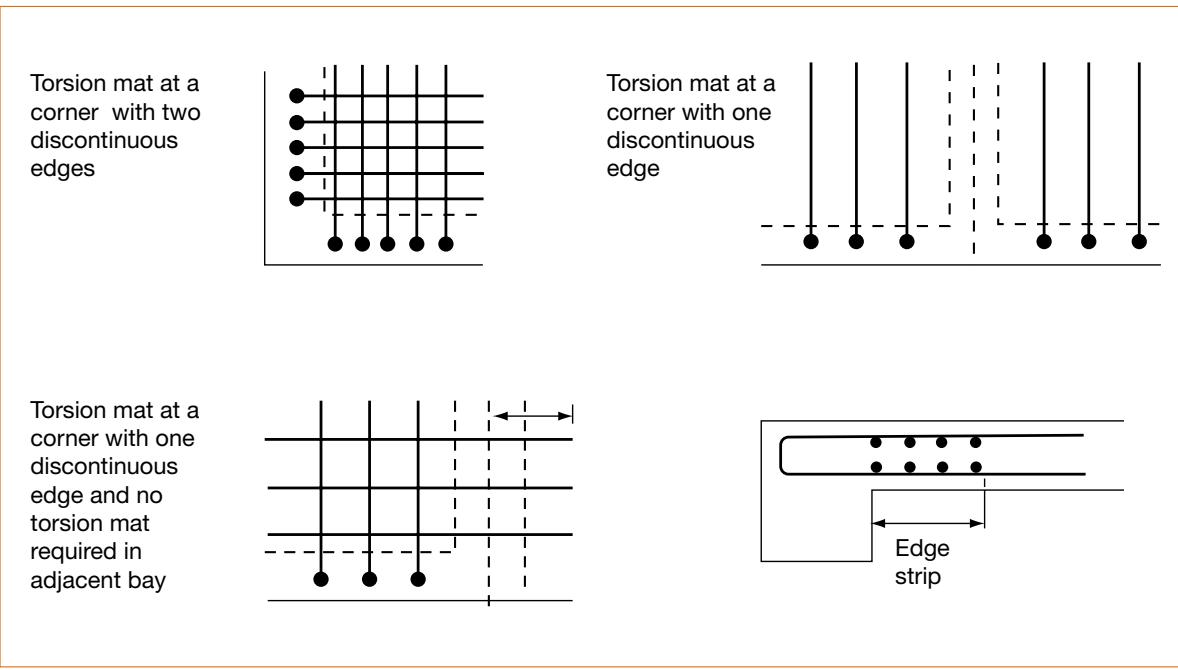 Torsion mat at a
corner with two
discontinuous
edges
Torsion mat at a
corner with one
discontinuous
edge
Torsion mat at a
corner with one
discontinuous
edge and no
torsion mat
required in
adjacent bay
Edge
strip